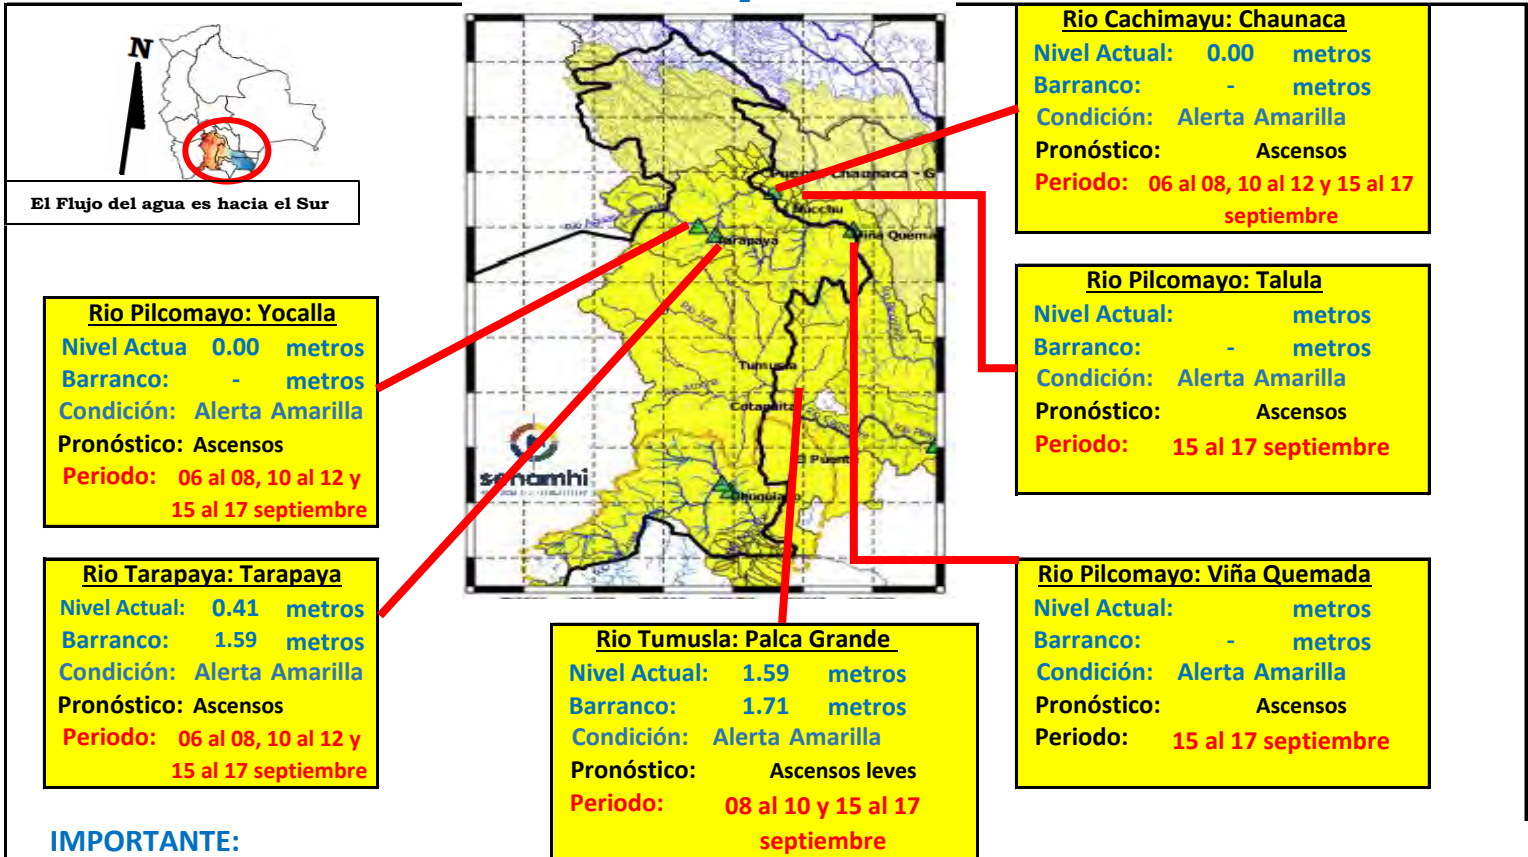 N
El Flujo del agua es hacia el Sur
Rio Cachimayu: Chaunaca
Nivel Actual: 0.00 metros
Barranco: - metros
Condición: Alerta Amarilla
Pronóstico: Ascensos
Periodo: 06 al 08, 10 al 12 y 15 al 17
septiembre
Rio Pilcomayo: Talula
Nivel Actual: metros
Barranco: - metros
Condición: Alerta Amarilla
Pronóstico: Ascensos
Periodo: 15 al 17 septiembre
Rio Pilcomayo: Yocalla
Nivel Actua 0.00 metros
Barranco: - metros
Condición: Alerta Amarilla
Pronóstico: Ascensos
Periodo: 06 al 08, 10 al 12 y
15 al 17 septiembre
Chaunaca - G
Tarapaya
Viña Quema
Tumusla
Cotagaita
El Puente
senamhi
Rio Tarapaya: Tarapaya
Nivel Actual: 0.41 metros
Barranco: 1.59 metros
Condición: Alerta Amarilla
Pronóstico: Ascensos
Periodo: 06 al 08, 10 al 12 y
15 al 17 septiembre
Rio Tumusla: Palca Grande
Nivel Actual: 1.59 metros
Barranco: 1.71 metros
Condición: Alerta Amarilla
Pronóstico: Ascensos leves
Periodo: 08 al 10 y 15 al 17
septiembre
Rio Pilcomayo: Viña Quemada
Nivel Actual: metros
Barranco: - metros
Condición: Alerta Amarilla
Pronóstico: Ascensos
Periodo: 15 al 17 septiembre
IMPORTANTE: